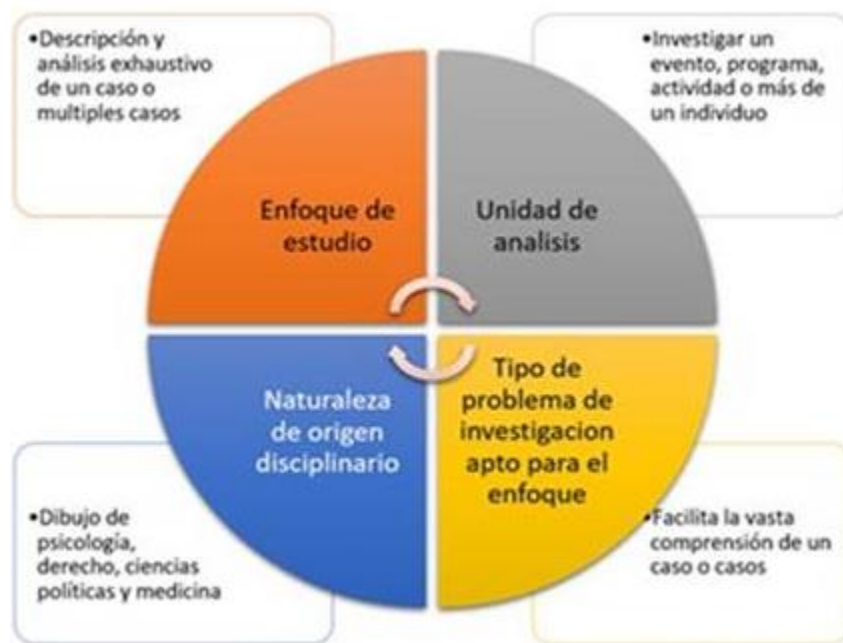 •Descripción y
análisis exhaustivo
de un caso o
multiples casos
•Investigar un
evento, programa,
actividad o más de
un individuo
Enfoque de
estudio
Unidad de
analisis
Naturaleza
de origen
disciplinario
Tipo de
problema de
investigacion
apto para el
enfoque
•Dibujo de
psicología,
derecho, ciencias
políticas y medicina
•Facilita la vasta
comprensión de un
caso o casos